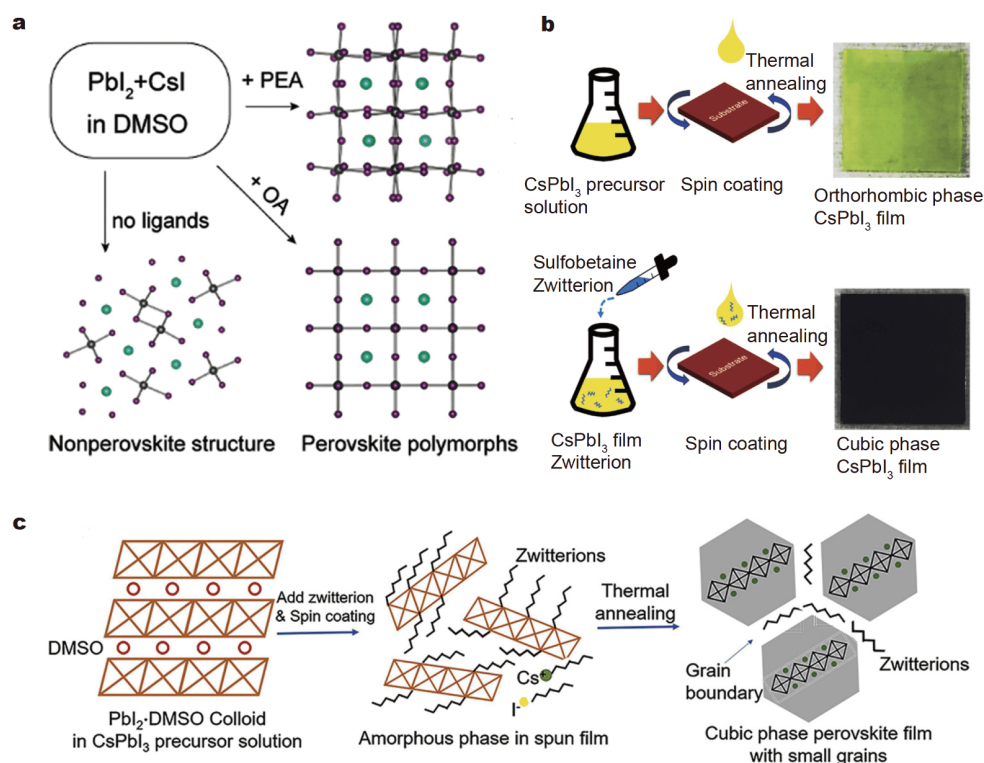 a
PbI2+CsI
in DMSO
+ PEA
+ OA
no ligands
Nonperovskite structure
Perovskite polymorphs
b
Thermal
annealing
Substrate
CsPbI3 precursor
solution
Spin coating
Orthorhombic phase
CsPbI3 film
Sulfobetaine
Zwitterion
Thermal
annealing
Substrate
CsPbI3 film
Zwitterion
Spin coating
Cubic phase
CsPbI3 film
c
DMSO
Add zwitterion
& Spin coating
Zwitterions
Cs+
I-
Thermal
annealing
Grain
boundary
Zwitterions
PbI2·DMSO Colloid
in CsPbI3 precursor solution
Amorphous phase in spun film
Cubic phase perovskite film
with small grains